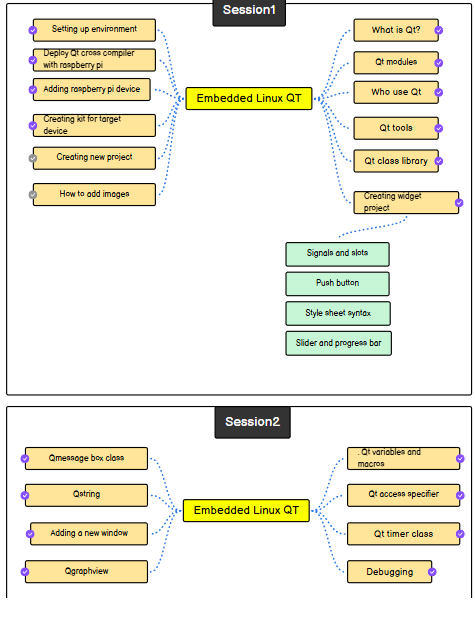 Session1
Setting up environment
Deploy Qt cross compiler
with raspberry pi
Adding raspberry pi device
Creating kit for target
device
Creating new project
How to add images
Embedded Linux QT
What is Qt?
Qt modules
Who use Qt
Qt tools
Qt class library
Creating widget
project
Signals and slots
Push button
Style sheet syntax
Slider and progress bar
Session2
Qmessage box class
Qstring
Adding a new window
Qgraphview
Embedded Linux QT
. Qt variables and
macros
Qt access specifier
Qt timer class
Debugging